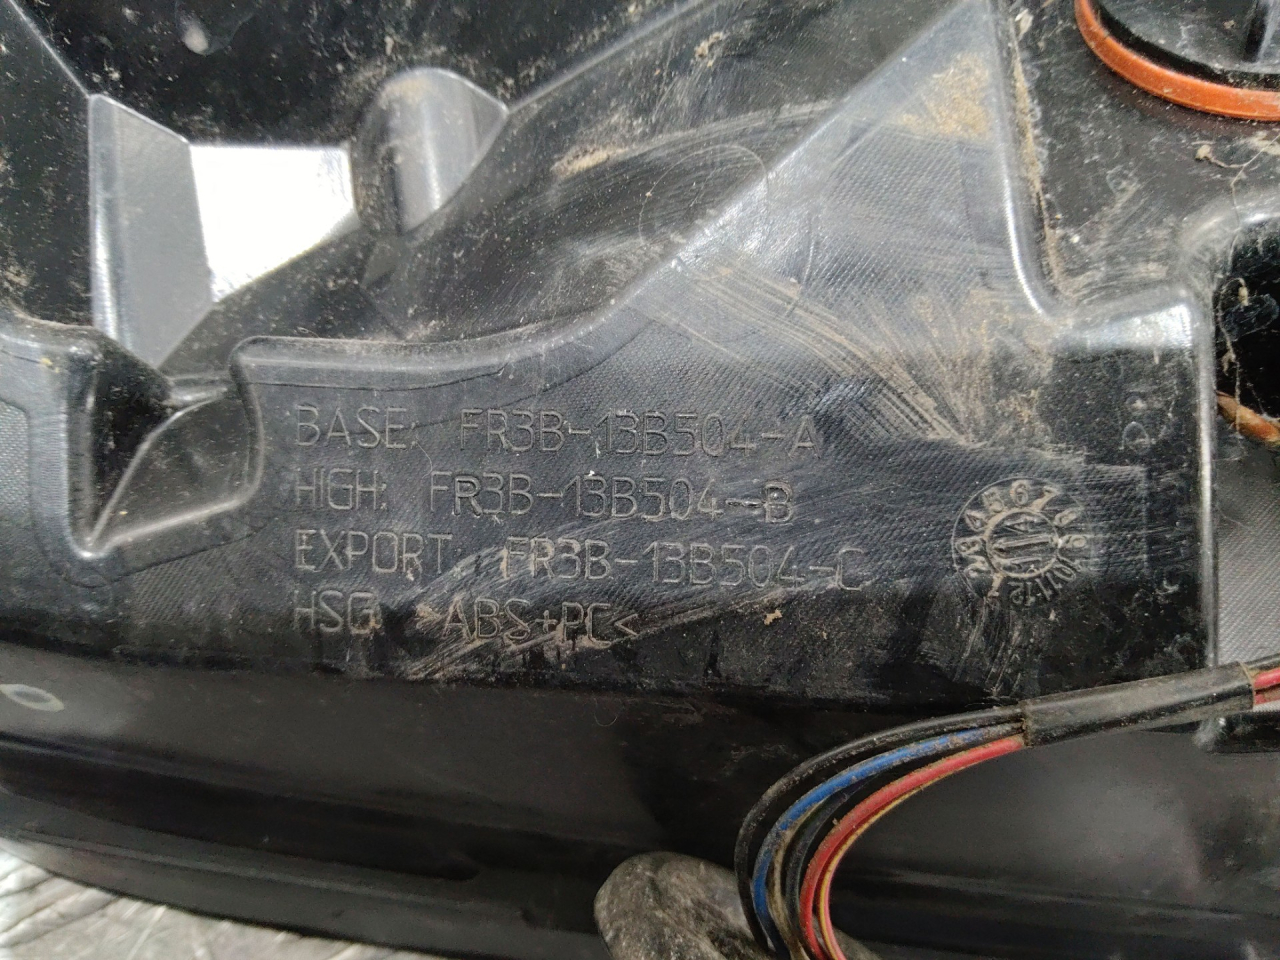 BASE: FR3B-13B504-A
HIGH: FR3B-13B504-B
EXPORT: FR3B-13B504-C
HSG: >ABS+PC<